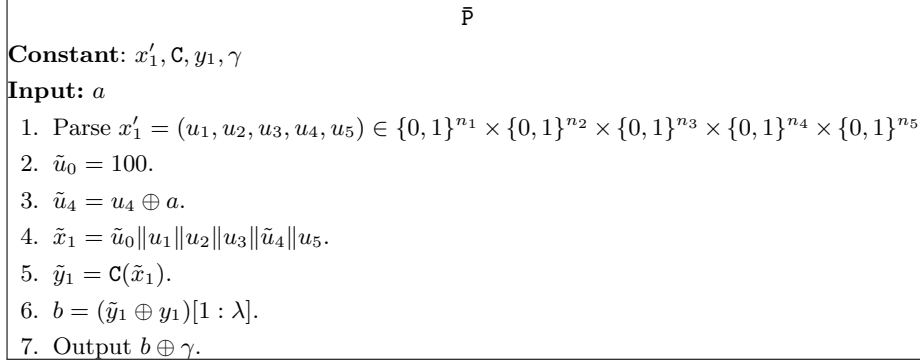 P̄
Constant: x′₁, C, y₁, γ
Input: a
1. Parse x′₁ = (u₁, u₂, u₃, u₄, u₅) ∈ {0, 1}ⁿ¹ × {0, 1}ⁿ² × {0, 1}ⁿ³ × {0, 1}ⁿ⁴ × {0, 1}ⁿ⁵
2. ũ₀ = 100.
3. ũ₄ = u₄ ⊕ a.
4. x̃₁ = ũ₀‖u₁‖u₂‖u₃‖ũ₄‖u₅.
5. ỹ₁ = C(x̃₁).
6. b = (ỹ₁ ⊕ y₁)[1 : λ].
7. Output b ⊕ γ.